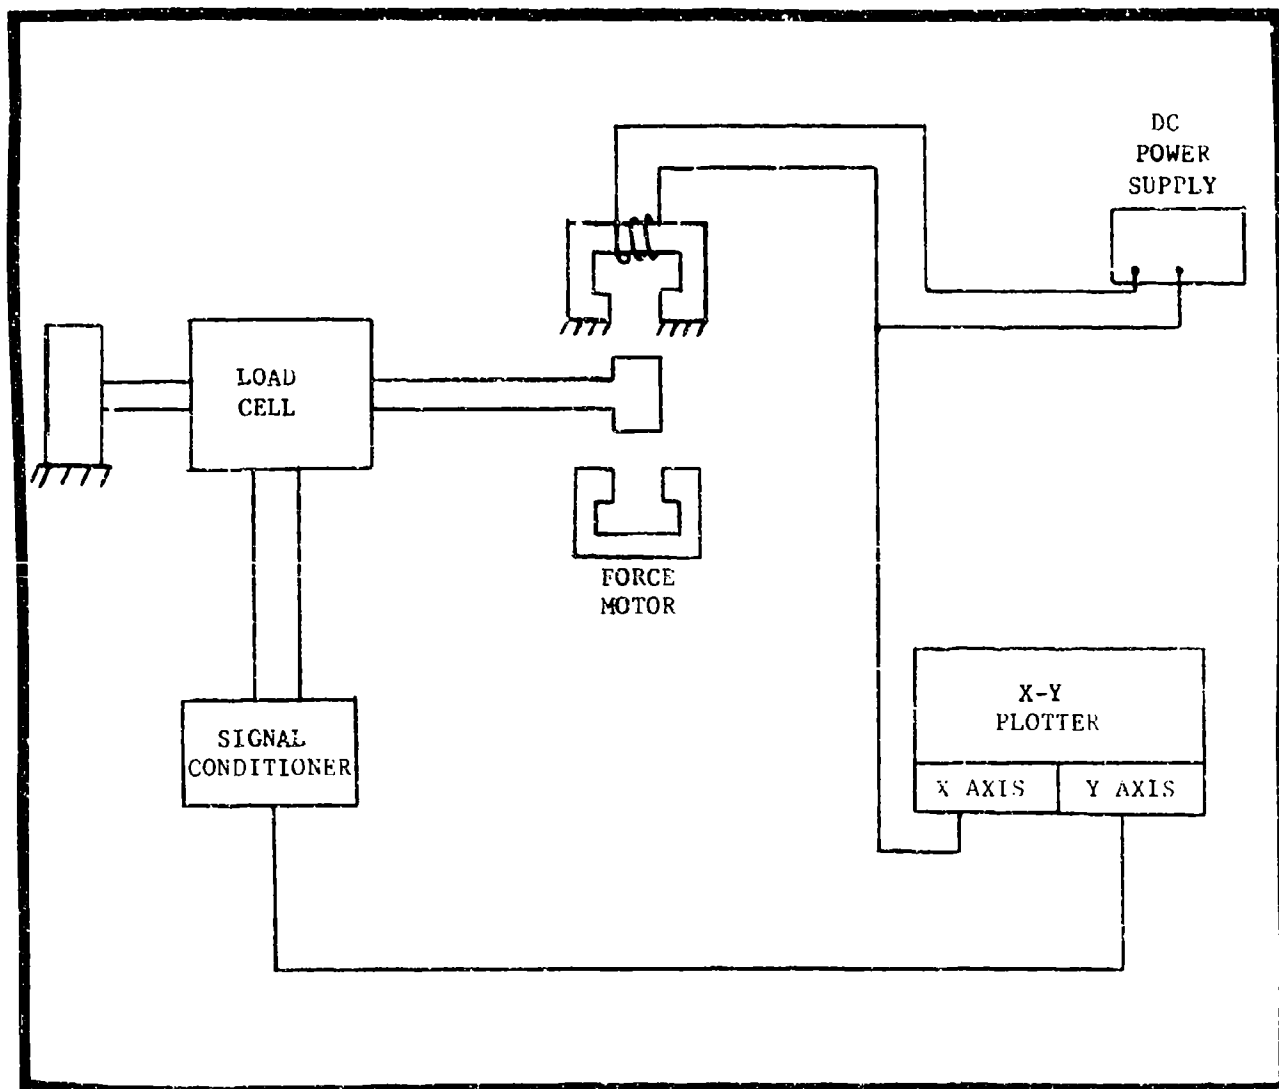 DC
POWER
SUPPLY
LOAD
CELL
FORCE
MOTOR
X-Y
PLOTTER
SIGNAL
CONDITIONER
X AXIS
Y AXIS